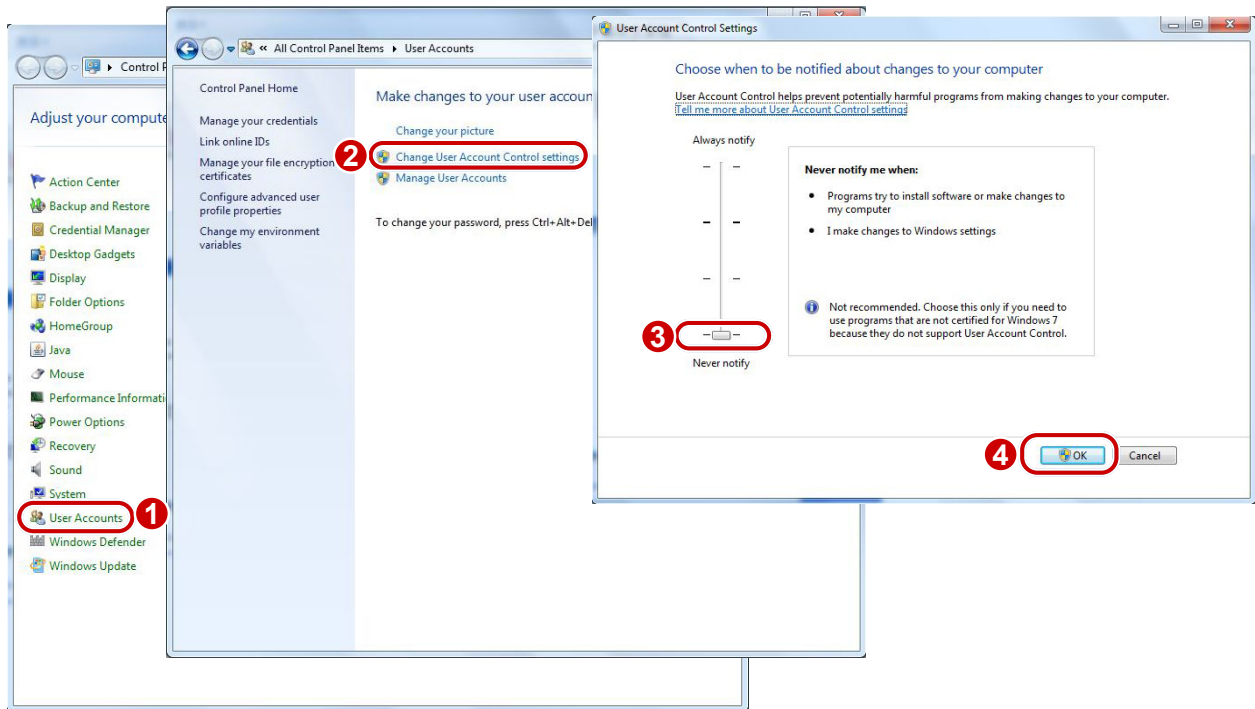 Control P
Adjust your compute
Action Center
Backup and Restore
Credential Manager
Desktop Gadgets
Display
Folder Options
HomeGroup
Java
Mouse
Performance Informati
Power Options
Recovery
Sound
System
User Accounts
1
Windows Defender
Windows Update
« All Control Panel Items ▸ User Accounts
Control Panel Home
Manage your credentials
Link online IDs
Manage your file encryption
certificates
Configure advanced user
profile properties
Change my environment
variables
Make changes to your user accoun
Change your picture
2
Change User Account Control settings
Manage User Accounts
To change your password, press Ctrl+Alt+Del
User Account Control Settings
Choose when to be notified about changes to your computer
User Account Control helps prevent potentially harmful programs from making changes to your computer.
Tell me more about User Account Control settings
Always notify
Never notify me when:
• Programs try to install software or make changes to
my computer
• I make changes to Windows settings
Not recommended. Choose this only if you need to
use programs that are not certified for Windows 7
because they do not support User Account Control.
3
Never notify
4
OK
Cancel